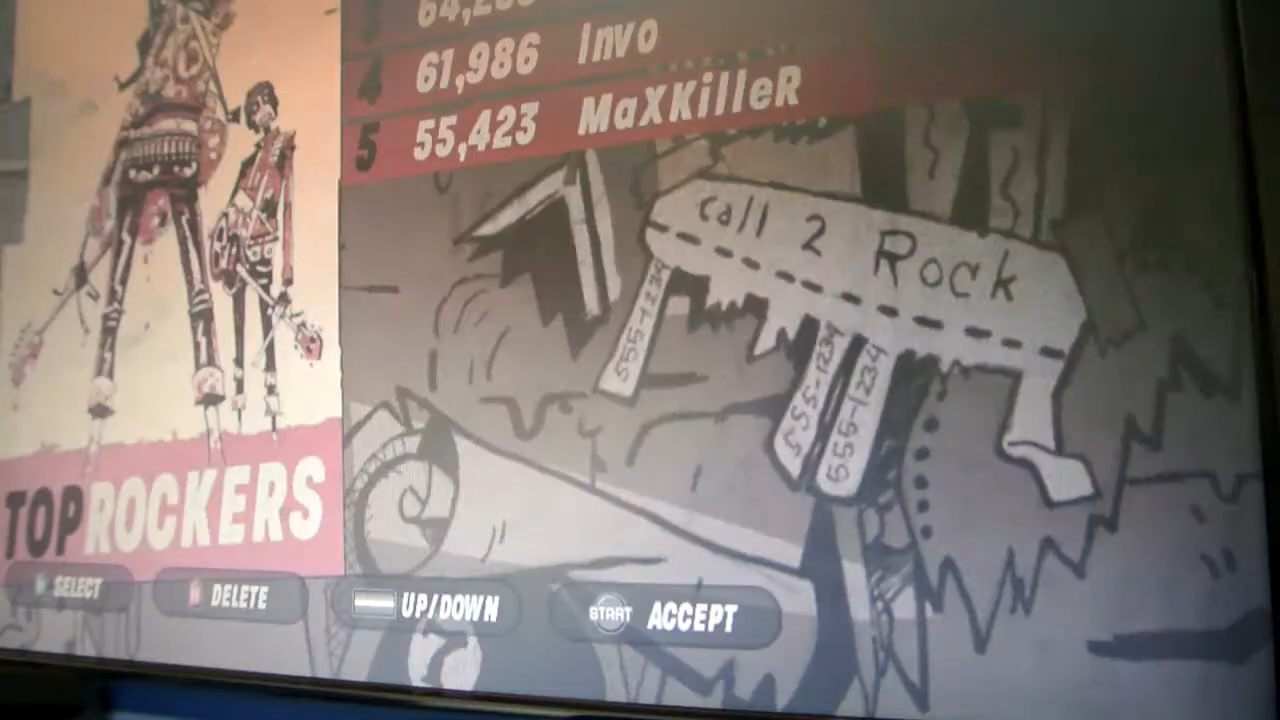 4 61,986 invo
5 55,423 MaXKilleR
call 2 Rock
555-1234
555-1234
555-1234
TOP ROCKERS
SELECT DELETE UP/DOWN START ACCEPT